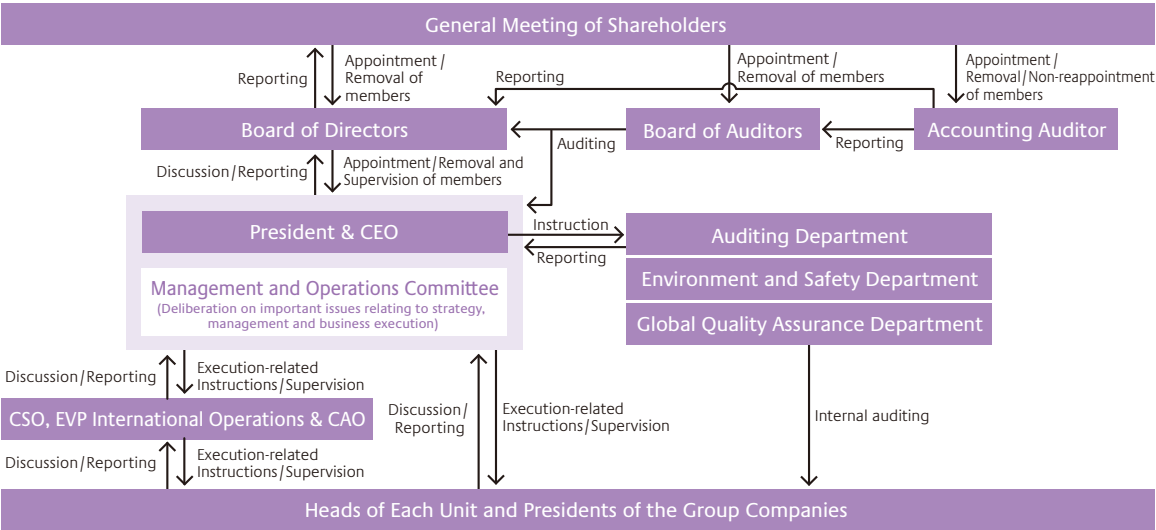 General Meeting of Shareholders
Reporting
Appointment/
Removal of
members
Reporting
Appointment/
Removal of members
Appointment/
Removal/Non-reappointment
of members
Board of Directors
Auditing
Board of Auditors
Reporting
Accounting Auditor
Discussion/Reporting
Appointment/Removal and
Supervision of members
President & CEO
Instruction
Reporting
Auditing Department
Environment and Safety Department
Global Quality Assurance Department
Management and Operations Committee
(Deliberation on important issues relating to strategy,
management and business execution)
Discussion/Reporting
Execution-related
Instructions/Supervision
CSO, EVP International Operations & CAO
Discussion/
Reporting
Execution-related
Instructions/Supervision
Internal auditing
Discussion/Reporting
Execution-related
Instructions/Supervision
Heads of Each Unit and Presidents of the Group Companies